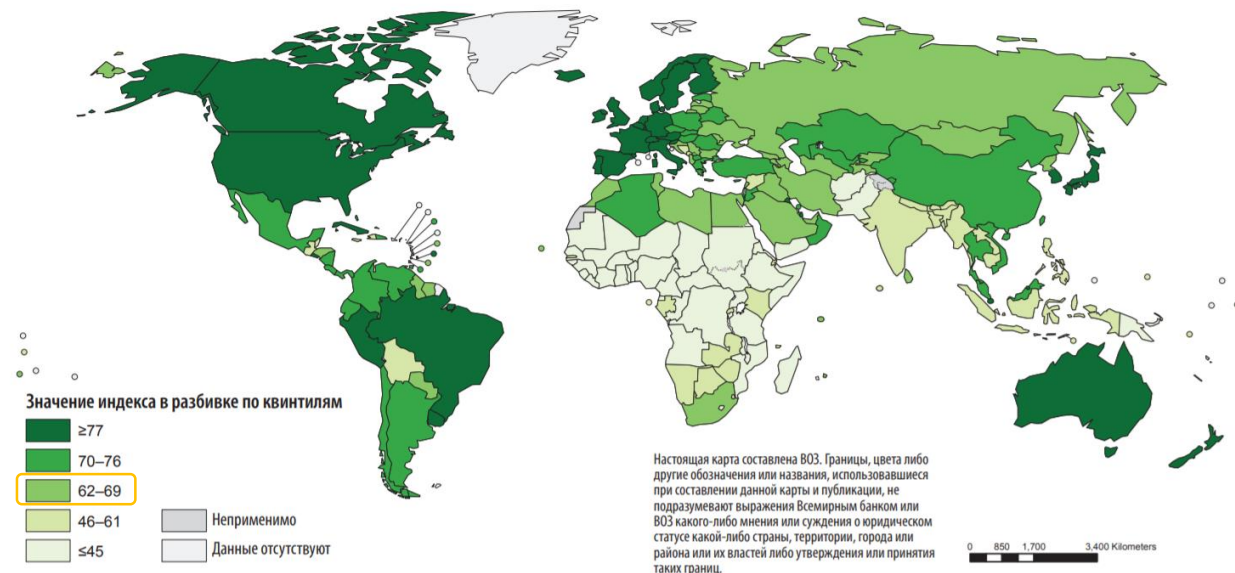 Значение индекса в разбивке по квинтилям
≥77
70–76
62–69
46–61
≤45
Неприменимо
Данные отсутствуют
Настоящая карта составлена ВОЗ. Границы, цвета либо
другие обозначения или названия, использовавшиеся
при составлении данной карты и публикации, не
подразумевают выражения Всемирным банком или
ВОЗ какого-либо мнения или суждения о юридическом
статусе какой-либо страны, территории, города или
района или их властей либо утверждения или принятия
таких границ.
0 850 1,700 3,400 Kilometers